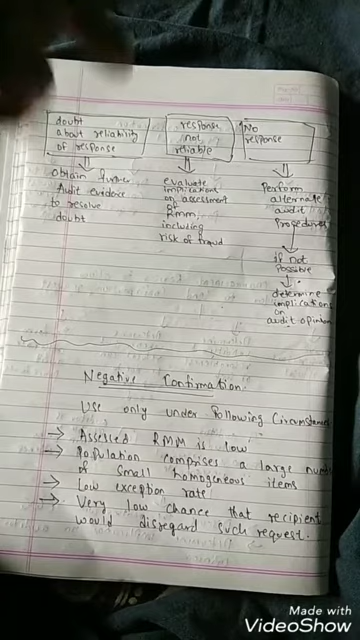 doubt
about reliability
of response
response
not
reliable
No
response
obtain further
Audit evidence
to resolve
doubt
evaluate
implications
on assessment
of
RMM,
including
risk of fraud
Perform
alternate
audit
Procedures
if not
Possible
determine
implications
on
audit opinion
Negative Confirmation
Use only under following Circumstances
→ Assessed RMM is low
→ Population comprises a large number
of small homogeneous items
→ Low exception rate
→ Very low chance that recipient
would disregard such request.
Made with
VideoShow